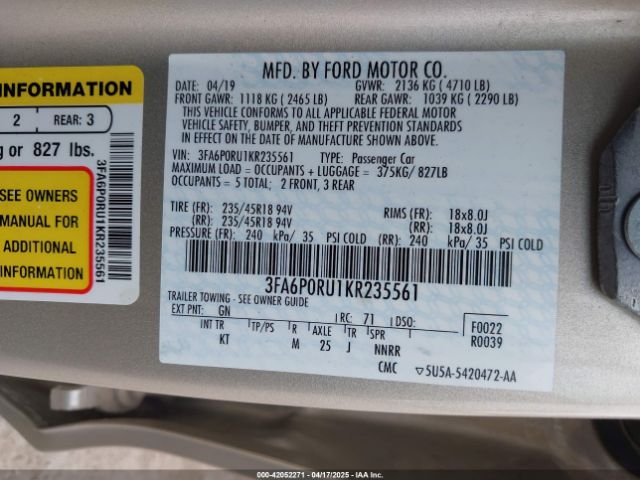 INFORMATION
2 REAR: 3
g or 827 lbs.
SEE OWNERS
MANUAL FOR
ADDITIONAL
INFORMATION
3FA6P0RU1KR235561
MFD. BY FORD MOTOR CO.
DATE: 04/19 GVWR: 2136 KG ( 4710 LB)
FRONT GAWR: 1118 KG ( 2465 LB) REAR GAWR: 1039 KG ( 2290 LB)
THIS VEHICLE CONFORMS TO ALL APPLICABLE FEDERAL MOTOR
VEHICLE SAFETY, BUMPER, AND THEFT PREVENTION STANDARDS
IN EFFECT ON THE DATE OF MANUFACTURE SHOWN ABOVE.
VIN: 3FA6P0RU1KR235561 TYPE: Passenger Car
MAXIMUM LOAD = OCCUPANTS + LUGGAGE = 375KG/ 827LB
OCCUPANTS = 5 TOTAL; 2 FRONT, 3 REAR
TIRE (FR): 235/45R18 94V RIMS (FR): 18x8.0J
(RR): 235/45R18 94V (RR): 18x8.0J
PRESSURE (FR): 240 kPa/ 35 PSI COLD (RR): 240 kPa/ 35 PSI COLD
3FA6P0RU1KR235561
TRAILER TOWING - SEE OWNER GUIDE
EXT PNT: GN RC: 71 DSO: F0022
INT TR TP/PS R AXLE TR SPR R0039
KT M 25 J NNRR
CMC ▽5U5A-5420472-AA
000-42052271 - 04/17/2025 - IAAI, Inc.